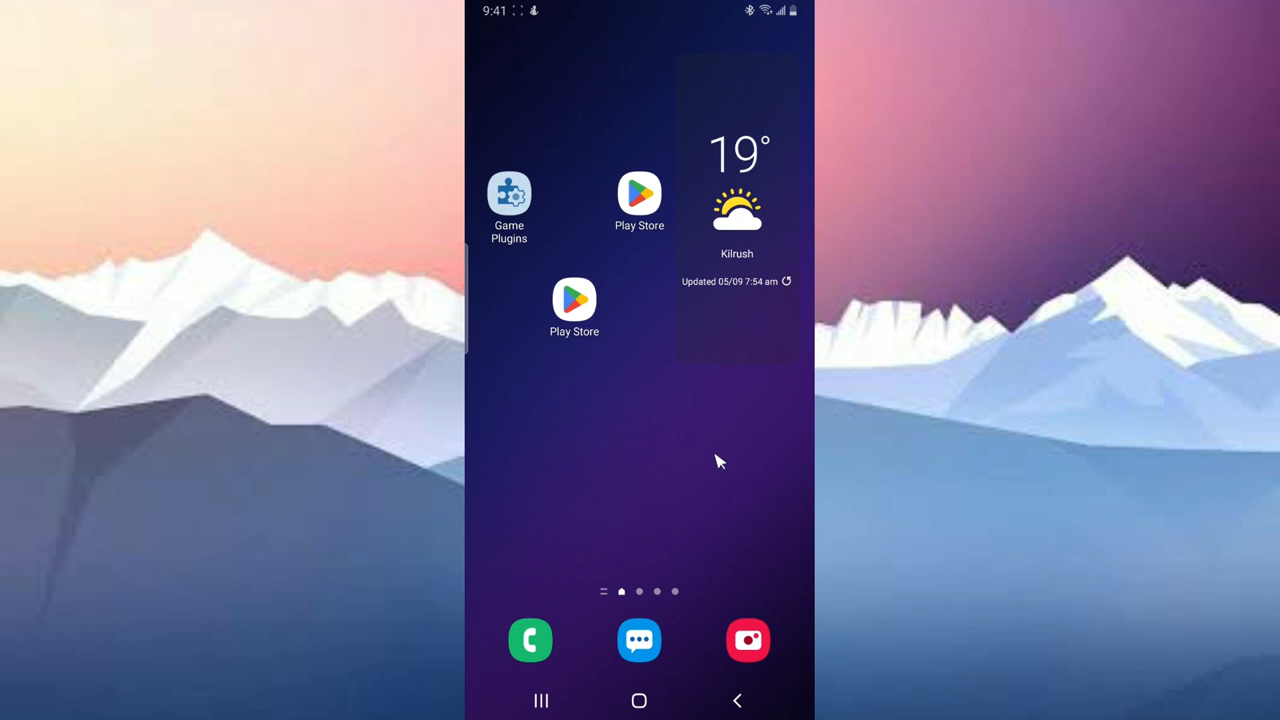 9:41
19°
Game
Plugins
Play Store
Kilrush
Updated 05/09 7:54 am
Play Store